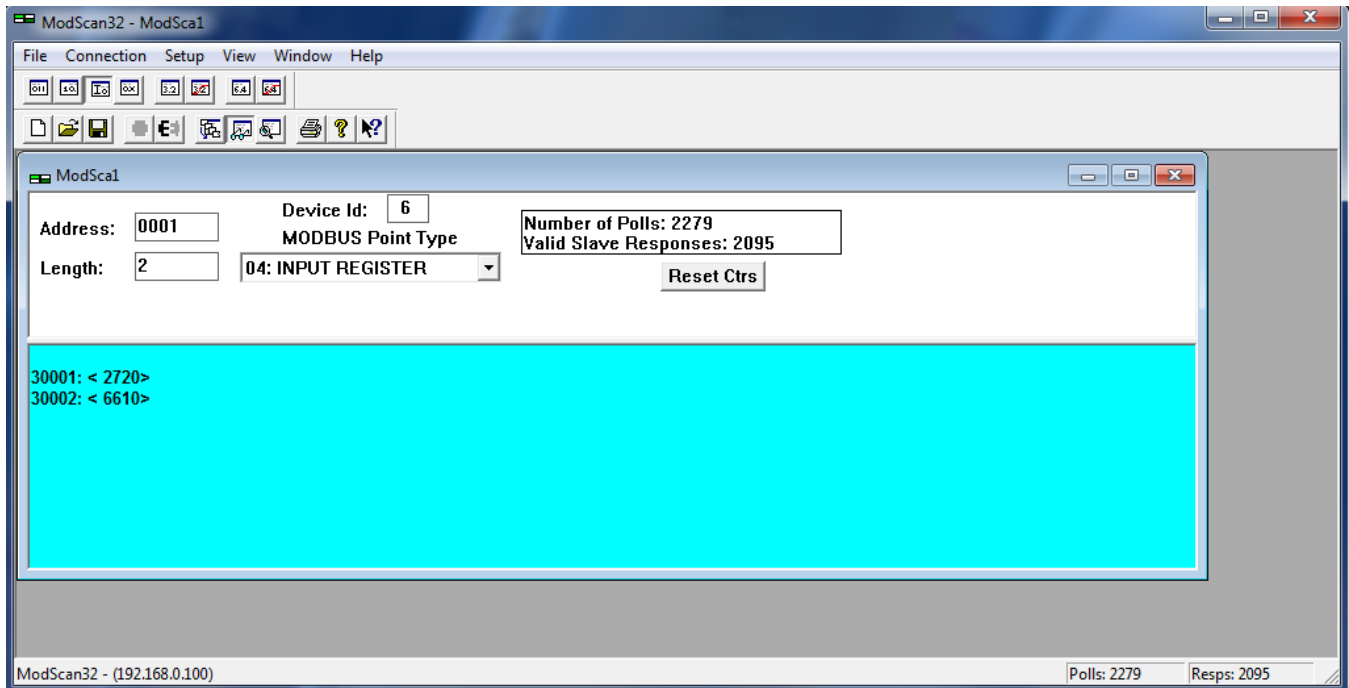 ModScan32 - ModSca1
File Connection Setup View Window Help
ModSca1
Address: 0001
Device Id: 6
MODBUS Point Type
Length: 2
04: INPUT REGISTER
Number of Polls: 2279
Valid Slave Responses: 2095
Reset Ctrs
30001: < 2720>
30002: < 6610>
ModScan32 - (192.168.0.100)
Polls: 2279
Resps: 2095